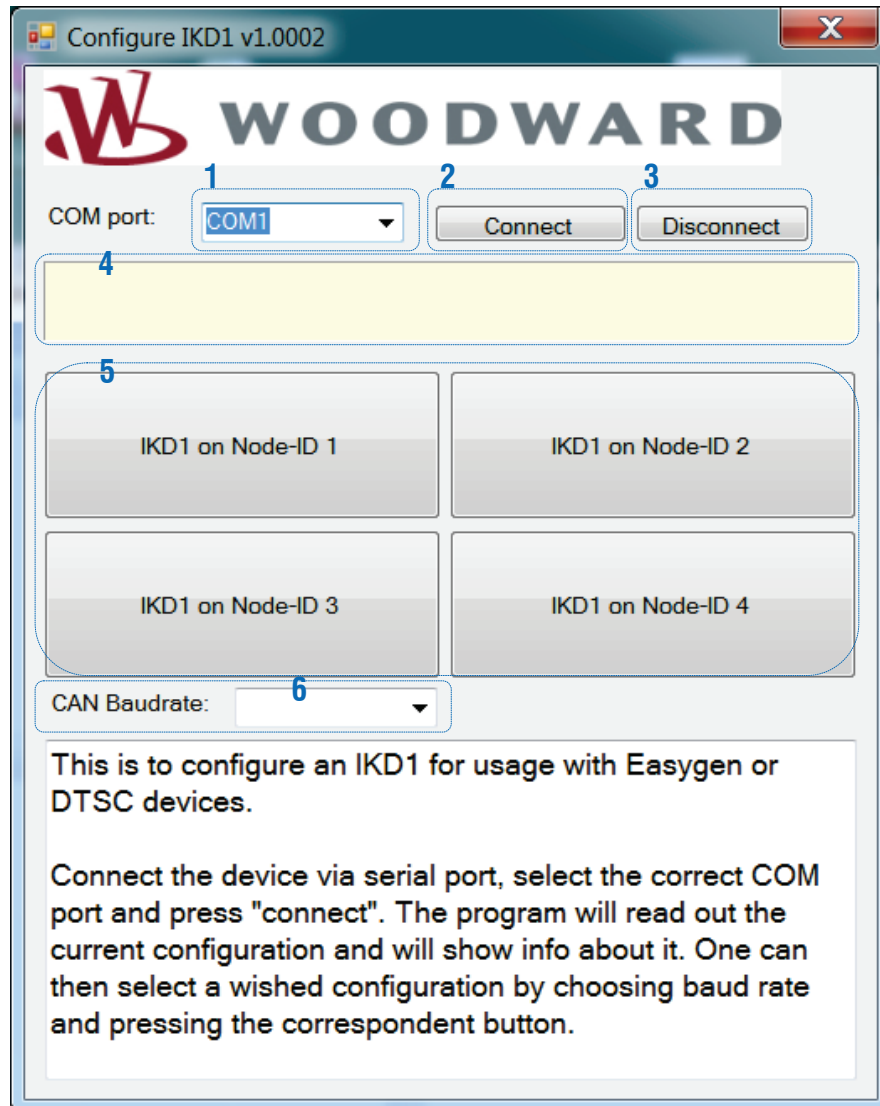 Configure IKD1 v1.0002
X
WOODWARD
1
2
3
COM port:
COM1
Connect
Disconnect
4
5
IKD1 on Node-ID 1
IKD1 on Node-ID 2
IKD1 on Node-ID 3
IKD1 on Node-ID 4
6
CAN Baudrate:
This is to configure an IKD1 for usage with Easygen or
DTSC devices.
Connect the device via serial port, select the correct COM
port and press "connect". The program will read out the
current configuration and will show info about it. One can
then select a wished configuration by choosing baud rate
and pressing the correspondent button.